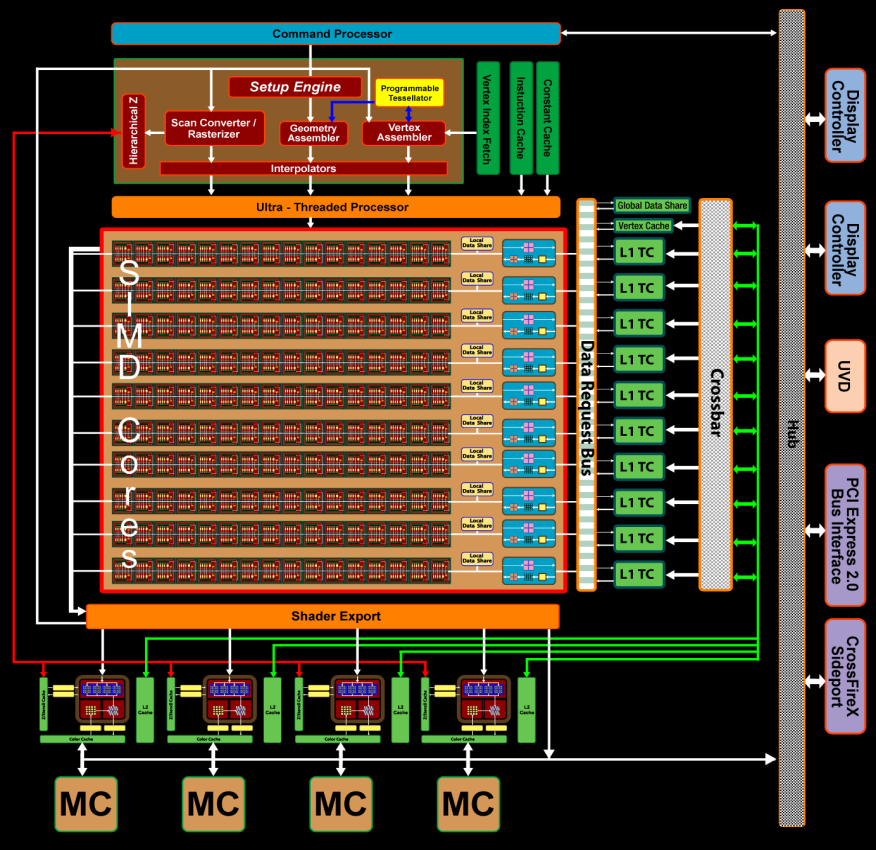 Command Processor
Setup Engine
Programmable
Tessellator
Hierarchical Z
Scan Converter /
Rasterizer
Geometry
Assembler
Vertex
Assembler
Interpolators
Vertex Index Fetch
Instuction Cache
Constant Cache
Ultra - Threaded Processor
SIMD Cores
Local
Data Share
Local
Data Share
Local
Data Share
Local
Data Share
Local
Data Share
Local
Data Share
Local
Data Share
Local
Data Share
Local
Data Share
Local
Data Share
Data Request Bus
Global Data Share
Vertex Cache
L1 TC
L1 TC
L1 TC
L1 TC
L1 TC
L1 TC
L1 TC
L1 TC
L1 TC
L1 TC
Crossbar
Hub
Display
Controller
Display
Controller
UVD
PCI Express 2.0
Bus Interface
CrossFireX
Sideport
Shader Export
Z/Stencil Cache
L2
Cache
Color Cache
Z/Stencil Cache
L2
Cache
Color Cache
Z/Stencil Cache
L2
Cache
Color Cache
Z/Stencil Cache
L2
Cache
Color Cache
MC
MC
MC
MC